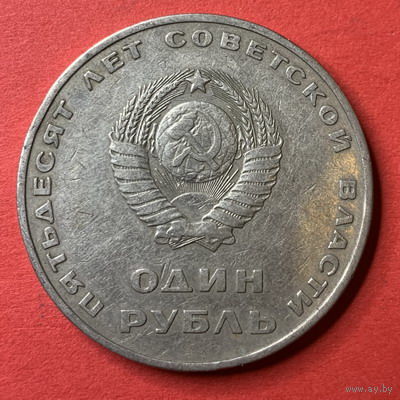 ПЯТЬДЕСЯТ ЛЕТ СОВЕТСКОЙ ВЛАСТИ
ОДИН
РУБЛЬ
www.ay.by